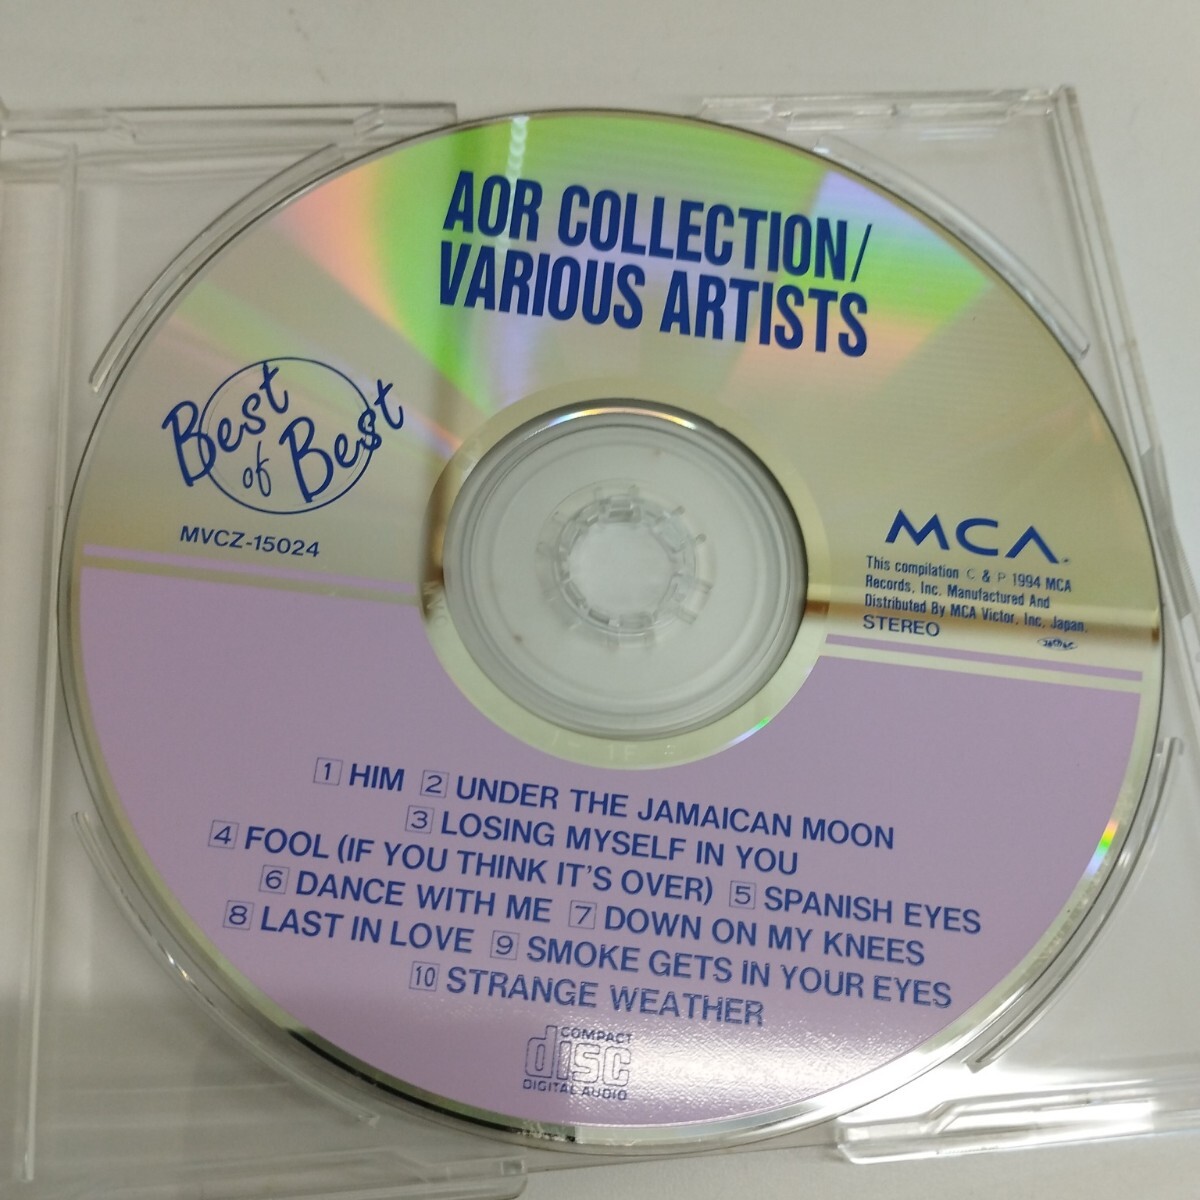 AOR COLLECTION/
VARIOUS ARTISTS
Best of Best
MVCZ-15024
MCA
This compilation C & P 1994 MCA
Records, Inc. Manufactured And
Distributed By MCA Victor, Inc, Japan.
STEREO
1 HIM 2 UNDER THE JAMAICAN MOON
3 LOSING MYSELF IN YOU
4 FOOL (IF YOU THINK IT'S OVER) 5 SPANISH EYES
6 DANCE WITH ME 7 DOWN ON MY KNEES
8 LAST IN LOVE 9 SMOKE GETS IN YOUR EYES
10 STRANGE WEATHER
COMPACT
disc
DIGITAL AUDIO